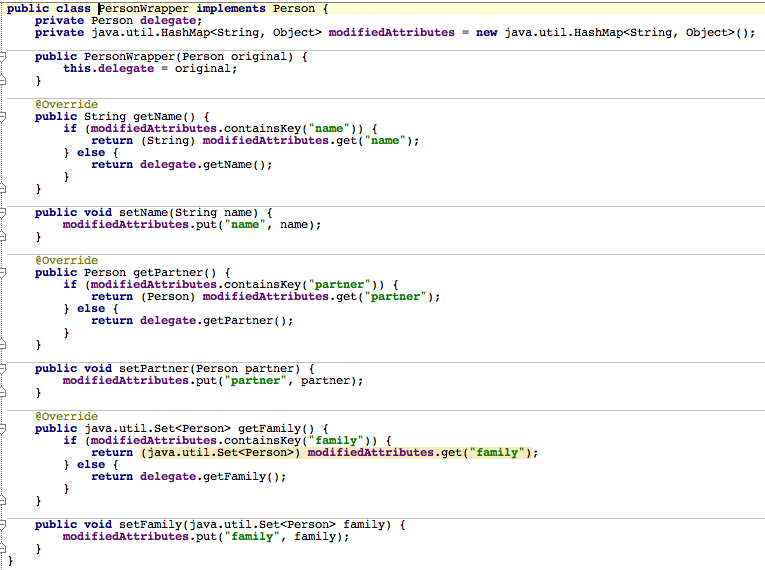 public class PersonWrapper implements Person {
    private Person delegate;
    private java.util.HashMap<String, Object> modifiedAttributes = new java.util.HashMap<String, Object>();
    public PersonWrapper(Person original) {
        this.delegate = original;
    }
    @Override
    public String getName() {
        if (modifiedAttributes.containsKey("name")) {
            return (String) modifiedAttributes.get("name");
        } else {
            return delegate.getName();
        }
    }
    public void setName(String name) {
        modifiedAttributes.put("name", name);
    }
    @Override
    public Person getPartner() {
        if (modifiedAttributes.containsKey("partner")) {
            return (Person) modifiedAttributes.get("partner");
        } else {
            return delegate.getPartner();
        }
    }
    public void setPartner(Person partner) {
        modifiedAttributes.put("partner", partner);
    }
    @Override
    public java.util.Set<Person> getFamily() {
        if (modifiedAttributes.containsKey("family")) {
            return (java.util.Set<Person>) modifiedAttributes.get("family");
        } else {
            return delegate.getFamily();
        }
    }
    public void setFamily(java.util.Set<Person> family) {
        modifiedAttributes.put("family", family);
    }
}